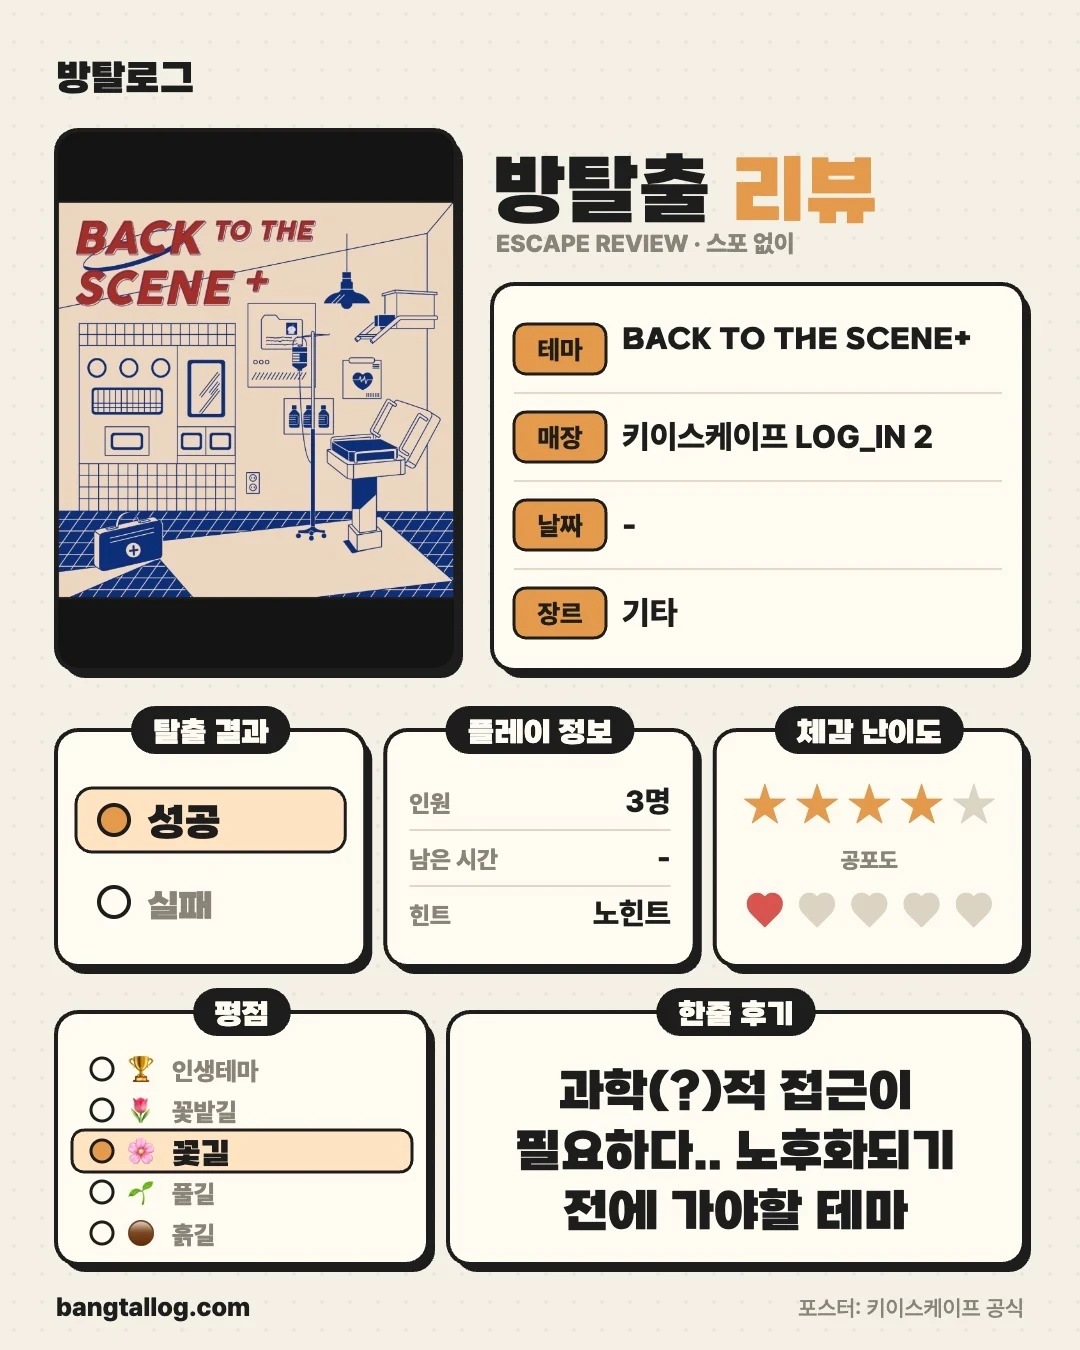 방탈로그
BACK TO THE
SCENE +
방탈출 리뷰
ESCAPE REVIEW · 스포 없이
테마 BACK TO THE SCENE+
매장 키이스케이프 LOG_IN 2
날짜 -
장르 기타
탈출 결과
성공
실패
플레이 정보
인원 3명
남은 시간 -
힌트 노힌트
체감 난이도
공포도
평점
인생테마
꽃밭길
꽃길
풀길
흙길
한줄 후기
과학(?)적 접근이
필요하다.. 노후화되기
전에 가야할 테마
bangtallog.com
포스터: 키이스케이프 공식